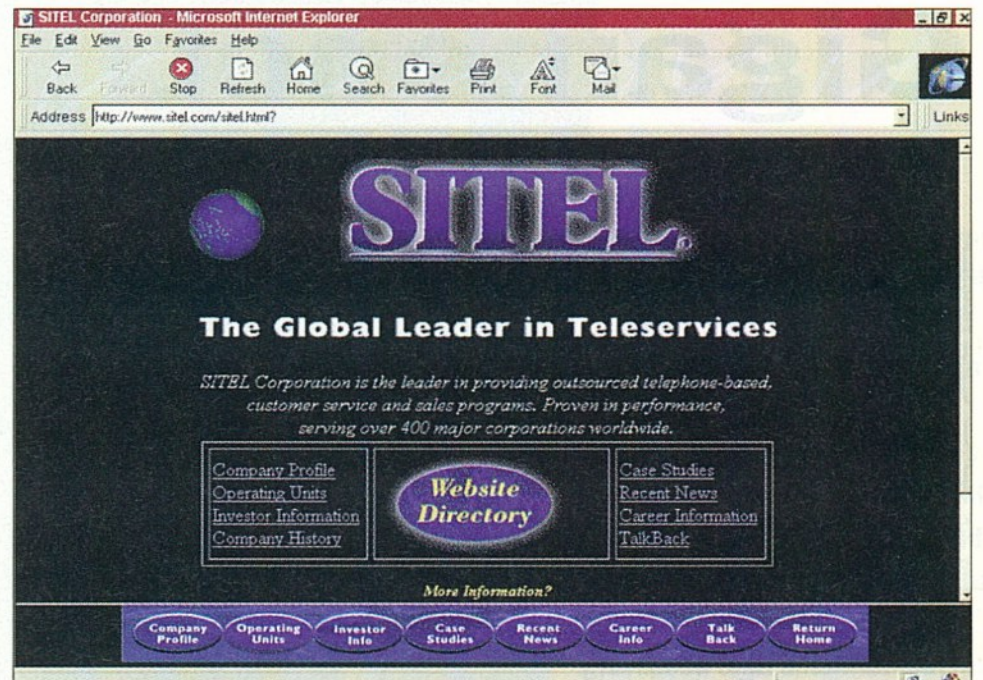 SITEL Corporation - Microsoft Internet Explorer
File Edit View Go Favorites Help
Back Forward Stop Refresh Home Search Favorites Print Font Mail
Address http://www.sitel.com/sitel.html? Links
SITEL®
The Global Leader in Teleservices
SITEL Corporation is the leader in providing outsourced telephone-based,
customer service and sales programs. Proven in performance,
serving over 400 major corporations worldwide.
Company Profile
Operating Units
Investor Information
Company History
Website
Directory
Case Studies
Recent News
Career Information
TalkBack
More Information?
Company Profile Operating Units Investor Info Case Studies Recent News Career Info Talk Back Return Home